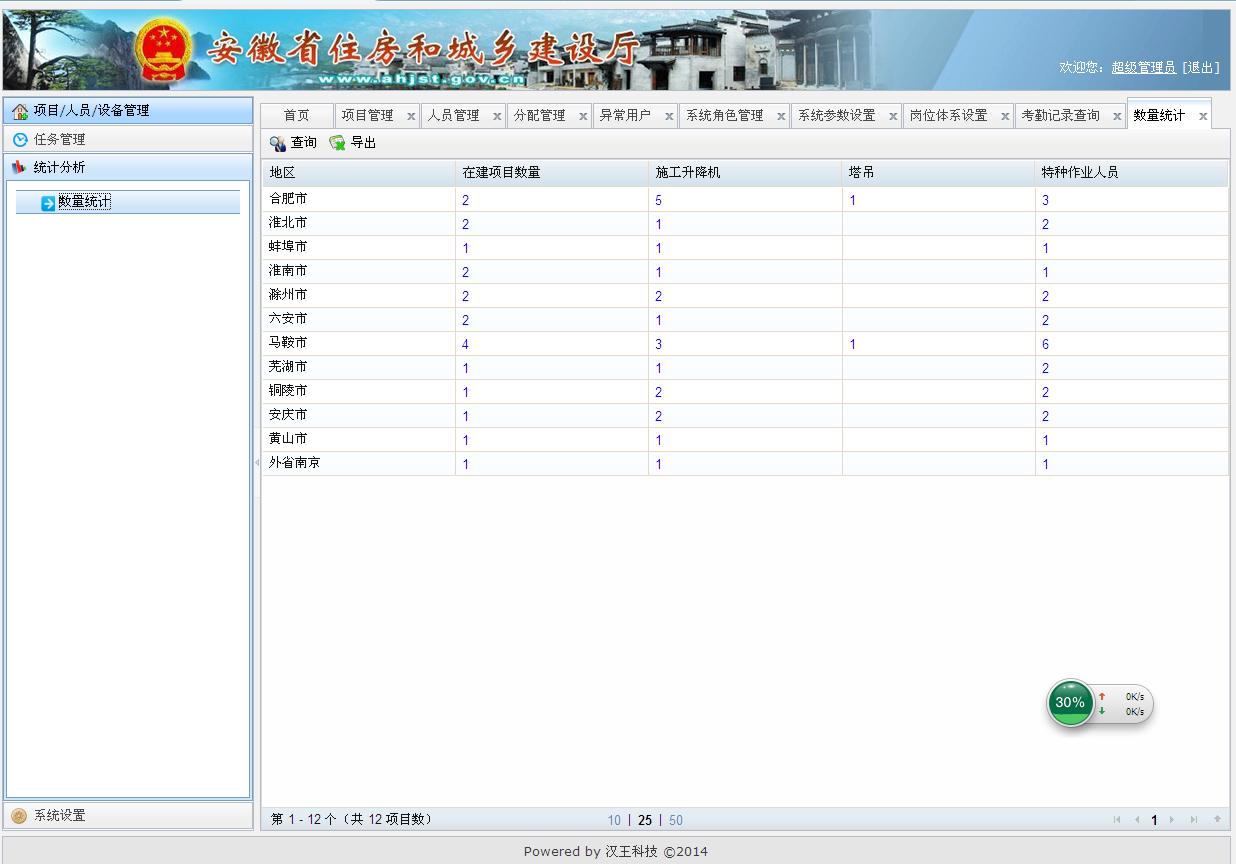 安徽省住房和城乡建设厅
www.ahjst.gov.cn
欢迎您：超级管理员 [退出]
项目/人员/设备管理
任务管理
统计分析
数量统计
系统设置
首页 项目管理 x 人员管理 x 分配管理 x 异常用户 x 系统角色管理 x 系统参数设置 x 岗位体系设置 x 考勤记录查询 x 数量统计 x
查询 导出
地区 在建项目数量 施工升降机 塔吊 特种作业人员
合肥市 2 5 1 3
淮北市 2 1 2
蚌埠市 1 1 1
淮南市 2 1 1
滁州市 2 2 2
六安市 2 1 2
马鞍市 4 3 1 6
芜湖市 1 1 2
铜陵市 1 2 2
安庆市 1 2 2
黄山市 1 1 1
外省南京 1 1 1
30% 0K/s
0K/s
第 1 - 12 个（共 12 项目数） 10 | 25 | 50 1
Powered by 汉王科技 ©2014